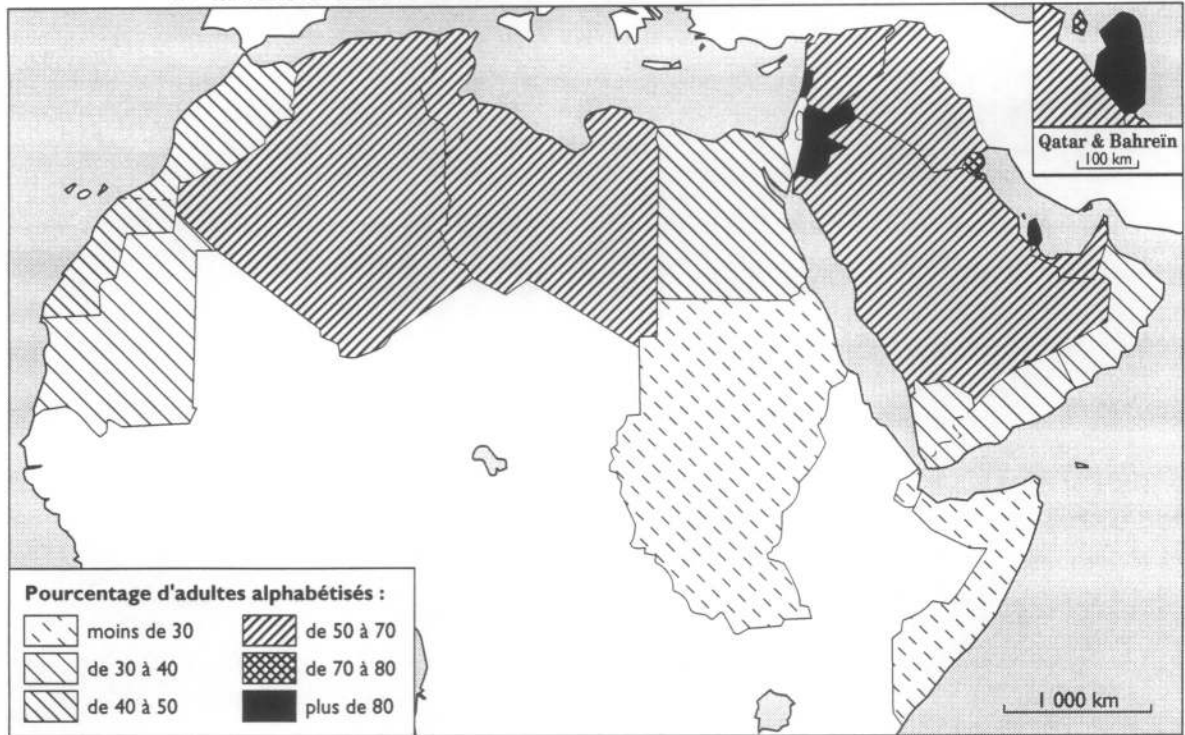 Qatar & Bahreïn
100 km
Pourcentage d'adultes alphabétisés :
moins de 30
de 30 à 40
de 40 à 50
de 50 à 70
de 70 à 80
plus de 80
1 000 km